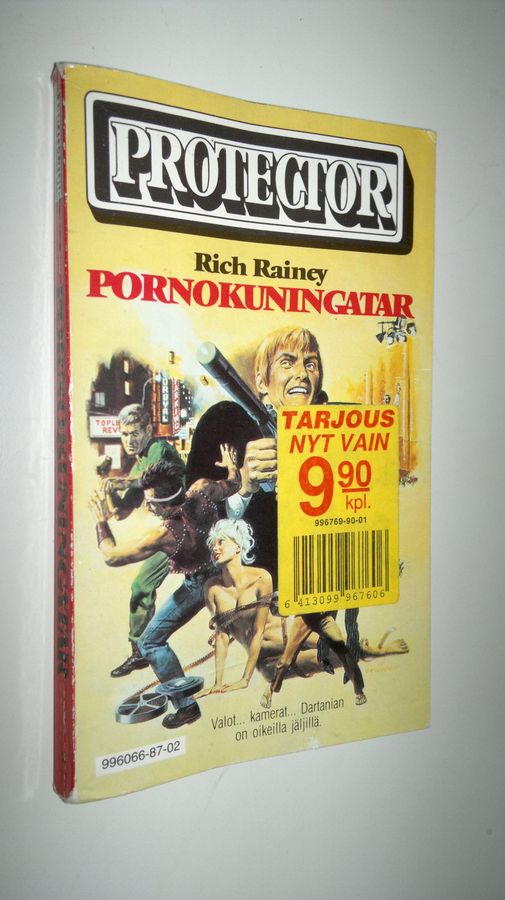 PROTECTOR
Rich Rainey
PORNOKUNINGATAR
TARJOUS
NYT VAIN
9 90
kpl.
996769-90-01
6 413099 967606
Valot... kamerat... Dartanian
on oikeilla jäljillä.
996066-87-02